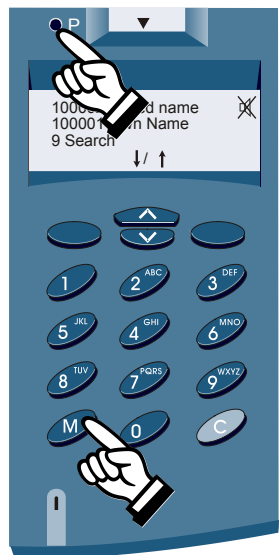 P
name
100001 Name
9 Search
↓/ ↑
1 2 ABC 3 DEF
5 JKL 4 GHI 6 MNO
8 TUV 7 PQRS 9 WXYZ
M 0 C